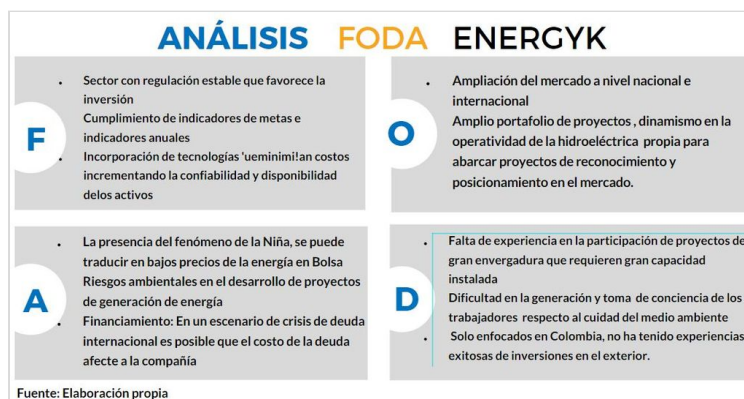 ANÁLISIS FODA ENERGYK
F
• Sector con regulación estable que favorece la
inversión
Cumplimiento de indicadores de metas e
indicadores anuales
• Incorporación de tecnologías 'ueminimi!an costos
incrementando la confiabilidad y disponibilidad
delos activos
O
• Ampliación del mercado a nivel nacional e
internacional
Amplio portafolio de proyectos , dinamismo en la
operatividad de la hidroeléctrica propia para
abarcar proyectos de reconocimiento y
posicionamiento en el mercado.
A
• La presencia del fenómeno de la Niña, se puede
traducir en bajos precios de la energía en Bolsa
Riesgos ambientales en el desarrollo de proyectos
de generación de energía
• Financiamiento: En un escenario de crisis de deuda
internacional es posible que el costo de la deuda
afecte a la compañía
D
• Falta de experiencia en la participación de proyectos de
gran envergadura que requieren gran capacidad
instalada
Dificultad en la generación y toma de conciencia de los
trabajadores respecto al cuidad del medio ambiente
• Solo enfocados en Colombia, no ha tenido experiencias
exitosas de inversiones en el exterior.
Fuente: Elaboración propia